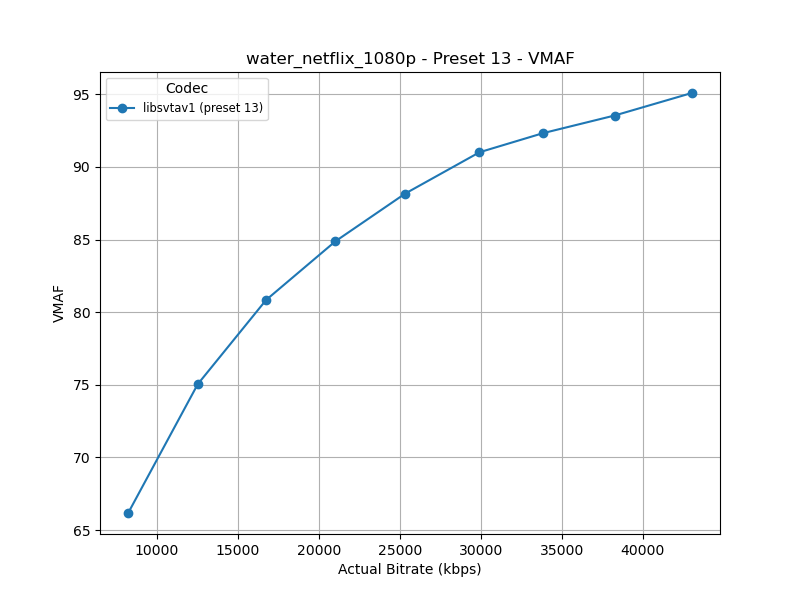 water_netflix_1080p - Preset 13 - VMAF
Codec
libsvtav1 (preset 13)
VMAF
95
90
85
80
75
70
65
10000 15000 20000 25000 30000 35000 40000
Actual Bitrate (kbps)